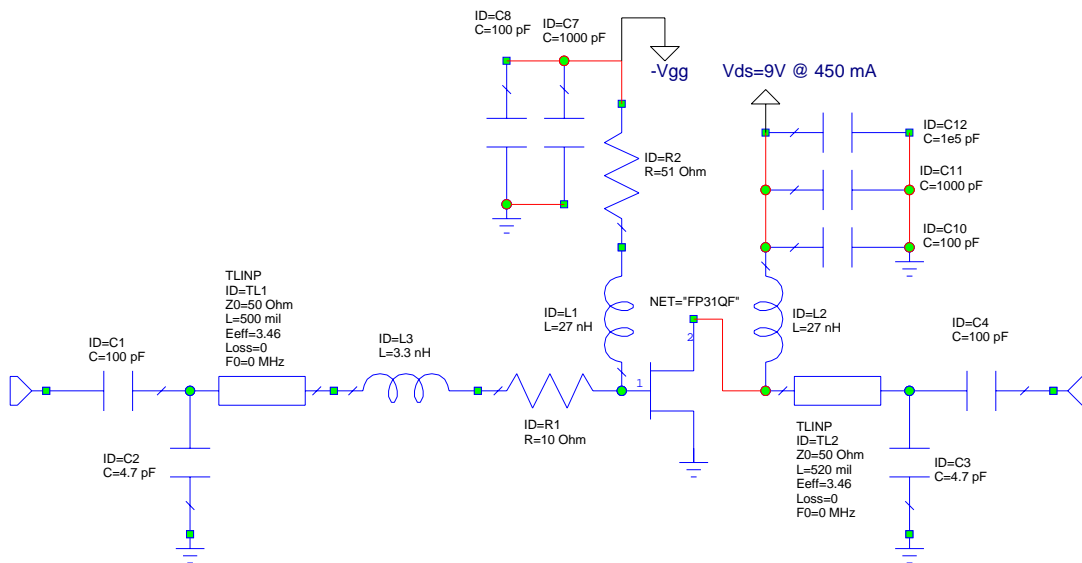 ID=C8
C=100 pF
ID=C7
C=1000 pF
-Vgg
Vds=9V @ 450 mA
ID=C12
C=1e5 pF
ID=R2
R=51 Ohm
ID=C11
C=1000 pF
ID=C10
C=100 pF
TLINP
ID=TL1
Z0=50 Ohm
L=500 mil
Eeff=3.46
Loss=0
F0=0 MHz
ID=L1
L=27 nH
NET="FP31QF"
ID=L2
L=27 nH
ID=C4
C=100 pF
ID=C1
C=100 pF
ID=L3
L=3.3 nH
2
1
ID=R1
R=10 Ohm
ID=C2
C=4.7 pF
TLINP
ID=TL2
Z0=50 Ohm
L=520 mil
Eeff=3.46
Loss=0
F0=0 MHz
ID=C3
C=4.7 pF